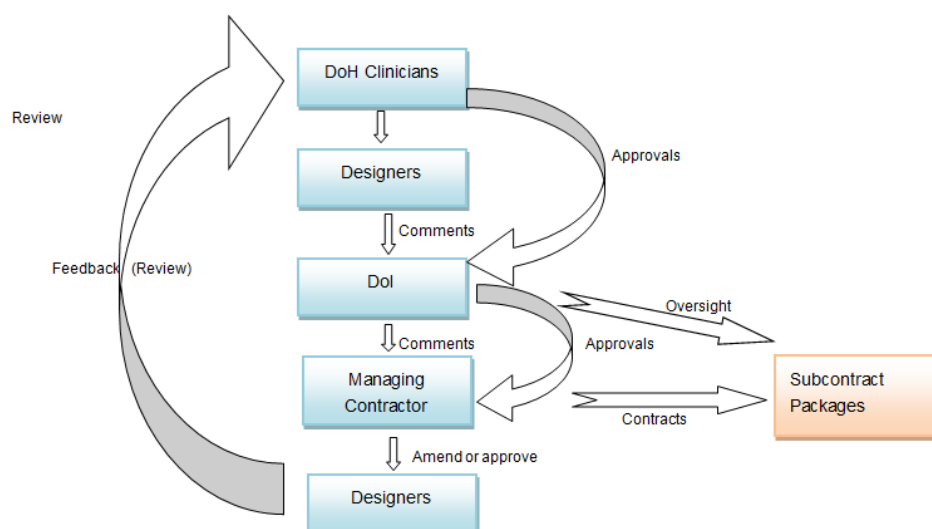 DoH Clinicians
Review
Approvals
Designers
Comments
Feedback (Review)
DoI
Oversight
Comments
Approvals
Managing
Contractor
Subcontract
Packages
Contracts
Amend or approve
Designers